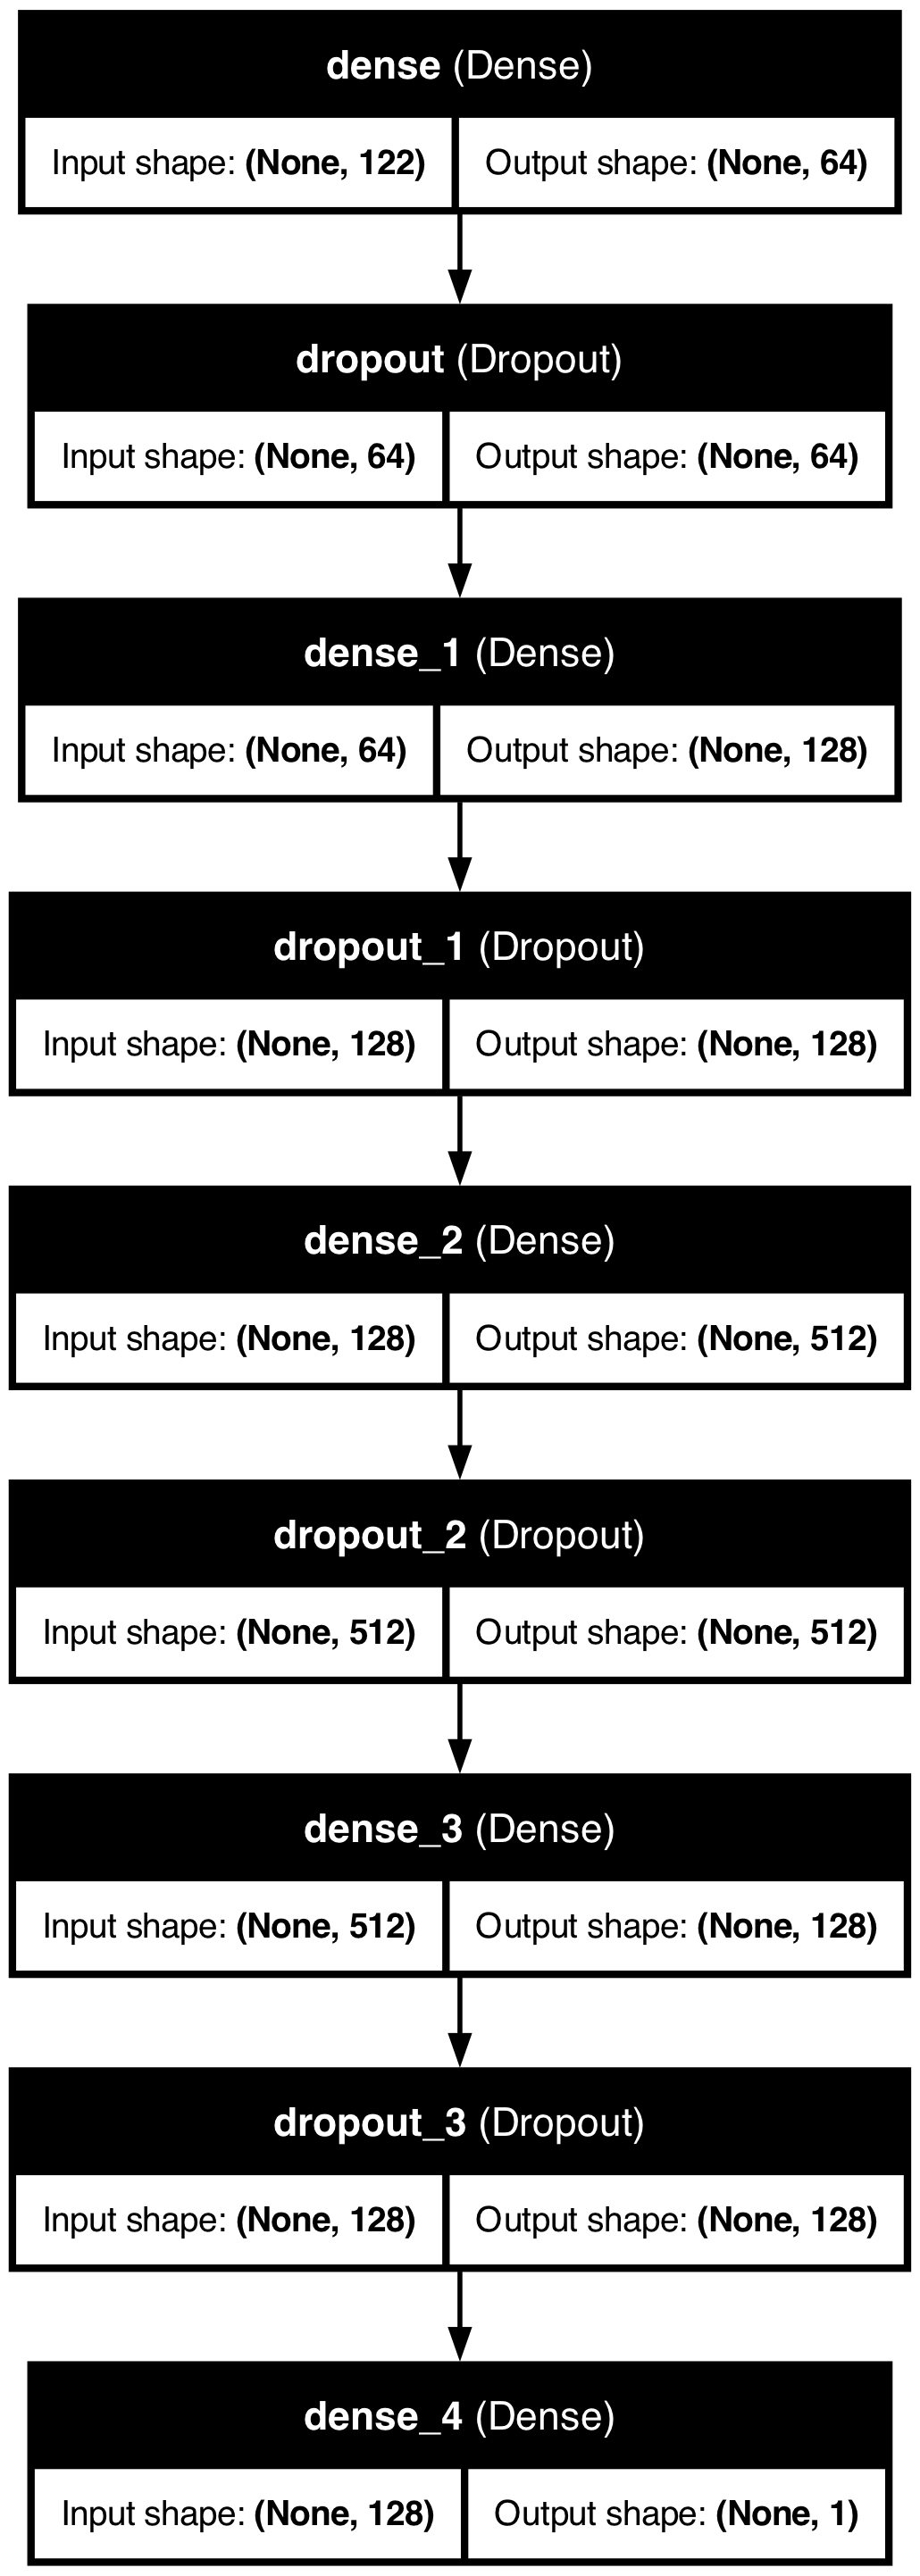 dense (Dense)
Input shape: (None, 122) Output shape: (None, 64)
dropout (Dropout)
Input shape: (None, 64) Output shape: (None, 64)
dense_1 (Dense)
Input shape: (None, 64) Output shape: (None, 128)
dropout_1 (Dropout)
Input shape: (None, 128) Output shape: (None, 128)
dense_2 (Dense)
Input shape: (None, 128) Output shape: (None, 512)
dropout_2 (Dropout)
Input shape: (None, 512) Output shape: (None, 512)
dense_3 (Dense)
Input shape: (None, 512) Output shape: (None, 128)
dropout_3 (Dropout)
Input shape: (None, 128) Output shape: (None, 128)
dense_4 (Dense)
Input shape: (None, 128) Output shape: (None, 1)